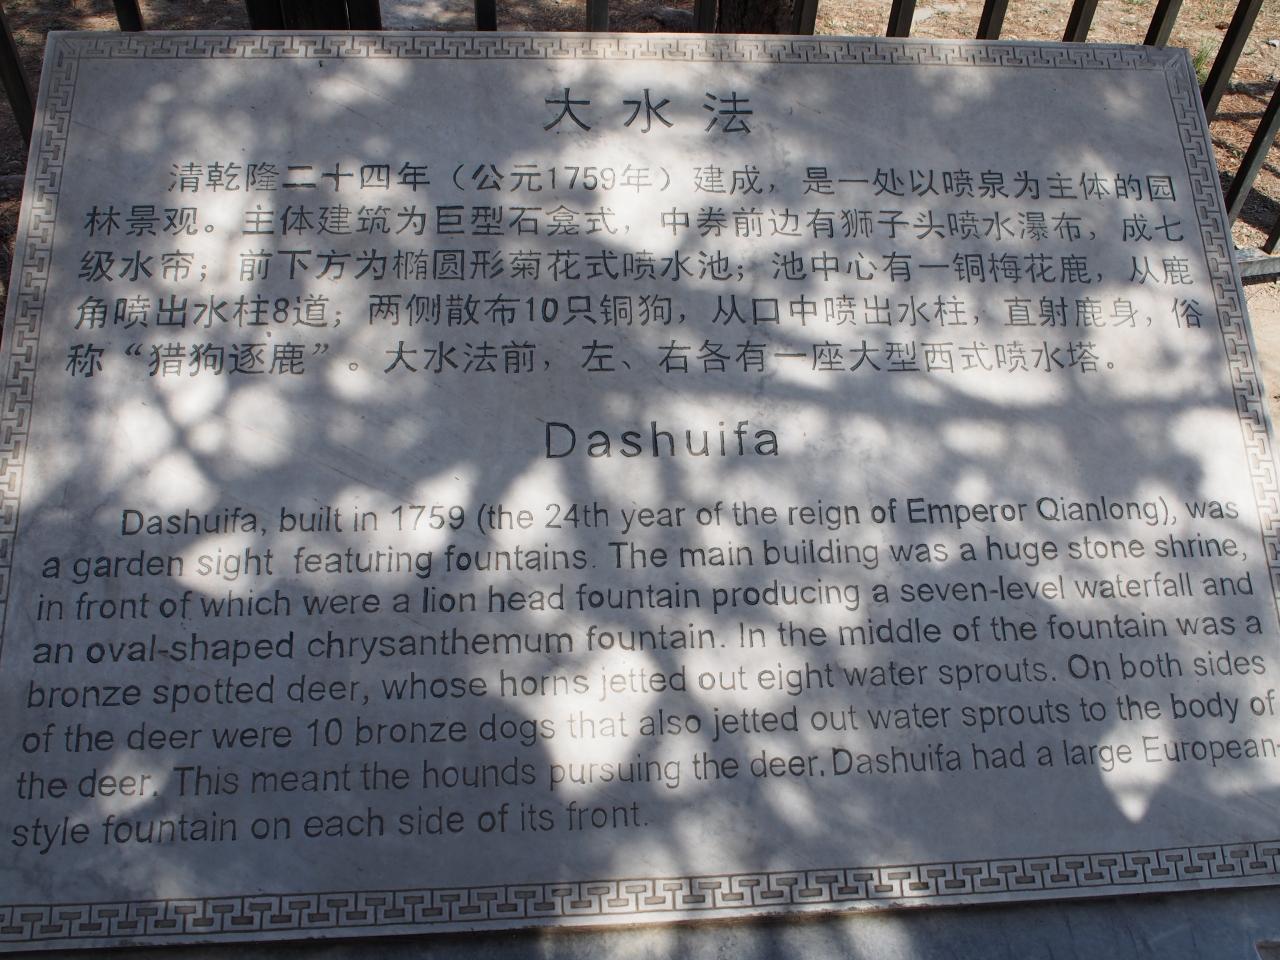 大水法
清乾隆二十四年（公元1759年）建成，是一处以喷泉为主体的园
林景观。主体建筑为巨型石龛式，中券前边有狮子头喷水瀑布，成七
级水帘；前下方为椭圆形菊花式喷水池；池中心有一铜梅花鹿，从鹿
角喷出水柱8道；两侧散布10只铜狗，从口中喷出水柱，直射鹿身，俗
称“猎狗逐鹿”。大水法前，左、右各有一座大型西式喷水塔。
Dashuifa
Dashuifa, built in 1759 (the 24th year of the reign of Emperor Qianlong), was
a garden sight featuring fountains. The main building was a huge stone shrine,
in front of which were a lion head fountain producing a seven-level waterfall and
an oval-shaped chrysanthemum fountain. In the middle of the fountain was a
bronze spotted deer, whose horns jetted out eight water sprouts. On both sides
of the deer were 10 bronze dogs that also jetted out water sprouts to the body of
the deer. This meant the hounds pursuing the deer. Dashuifa had a large European-
style fountain on each side of its front.